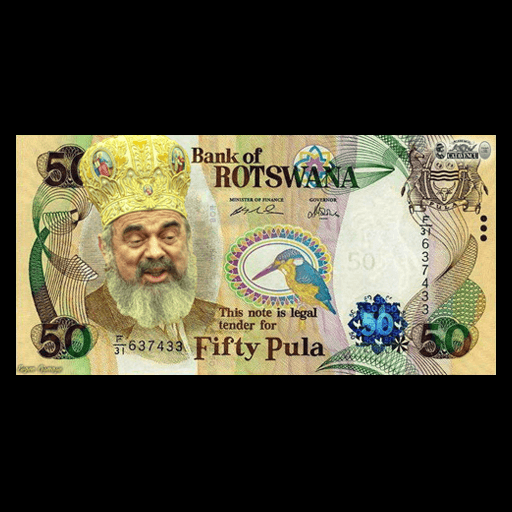 50
Bank of
ROTSWANA
MINISTER OF FINANCE GOVERNOR
F/31 637433
50
50
This note is legal
tender for
50
F/31 637433
Fifty Pula
50